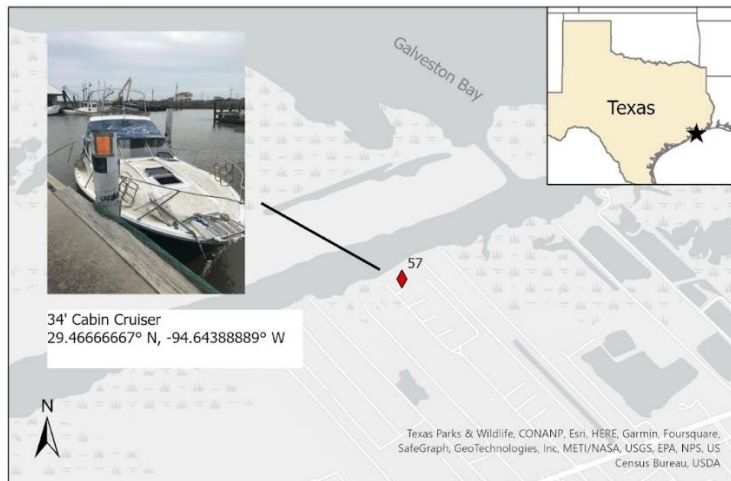 Galveston Bay
Texas
57
34' Cabin Cruiser
29.46666667° N, -94.64388889° W
N
Texas Parks & Wildlife, CONANP, Esri, HERE, Garmin, Foursquare,
SafeGraph, GeoTechnologies, Inc, METI/NASA, USGS, EPA, NPS, US
Census Bureau, USDA